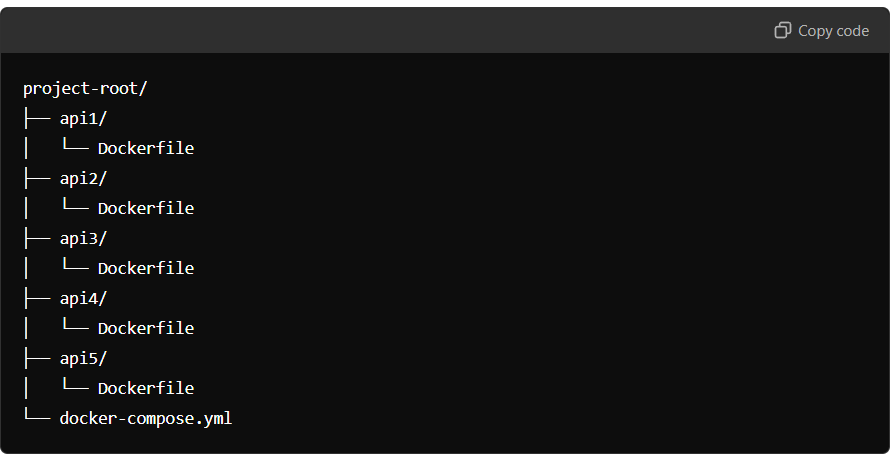 Copy code
project-root/
├── api1/
│   └── Dockerfile
├── api2/
│   └── Dockerfile
├── api3/
│   └── Dockerfile
├── api4/
│   └── Dockerfile
├── api5/
│   └── Dockerfile
└── docker-compose.yml